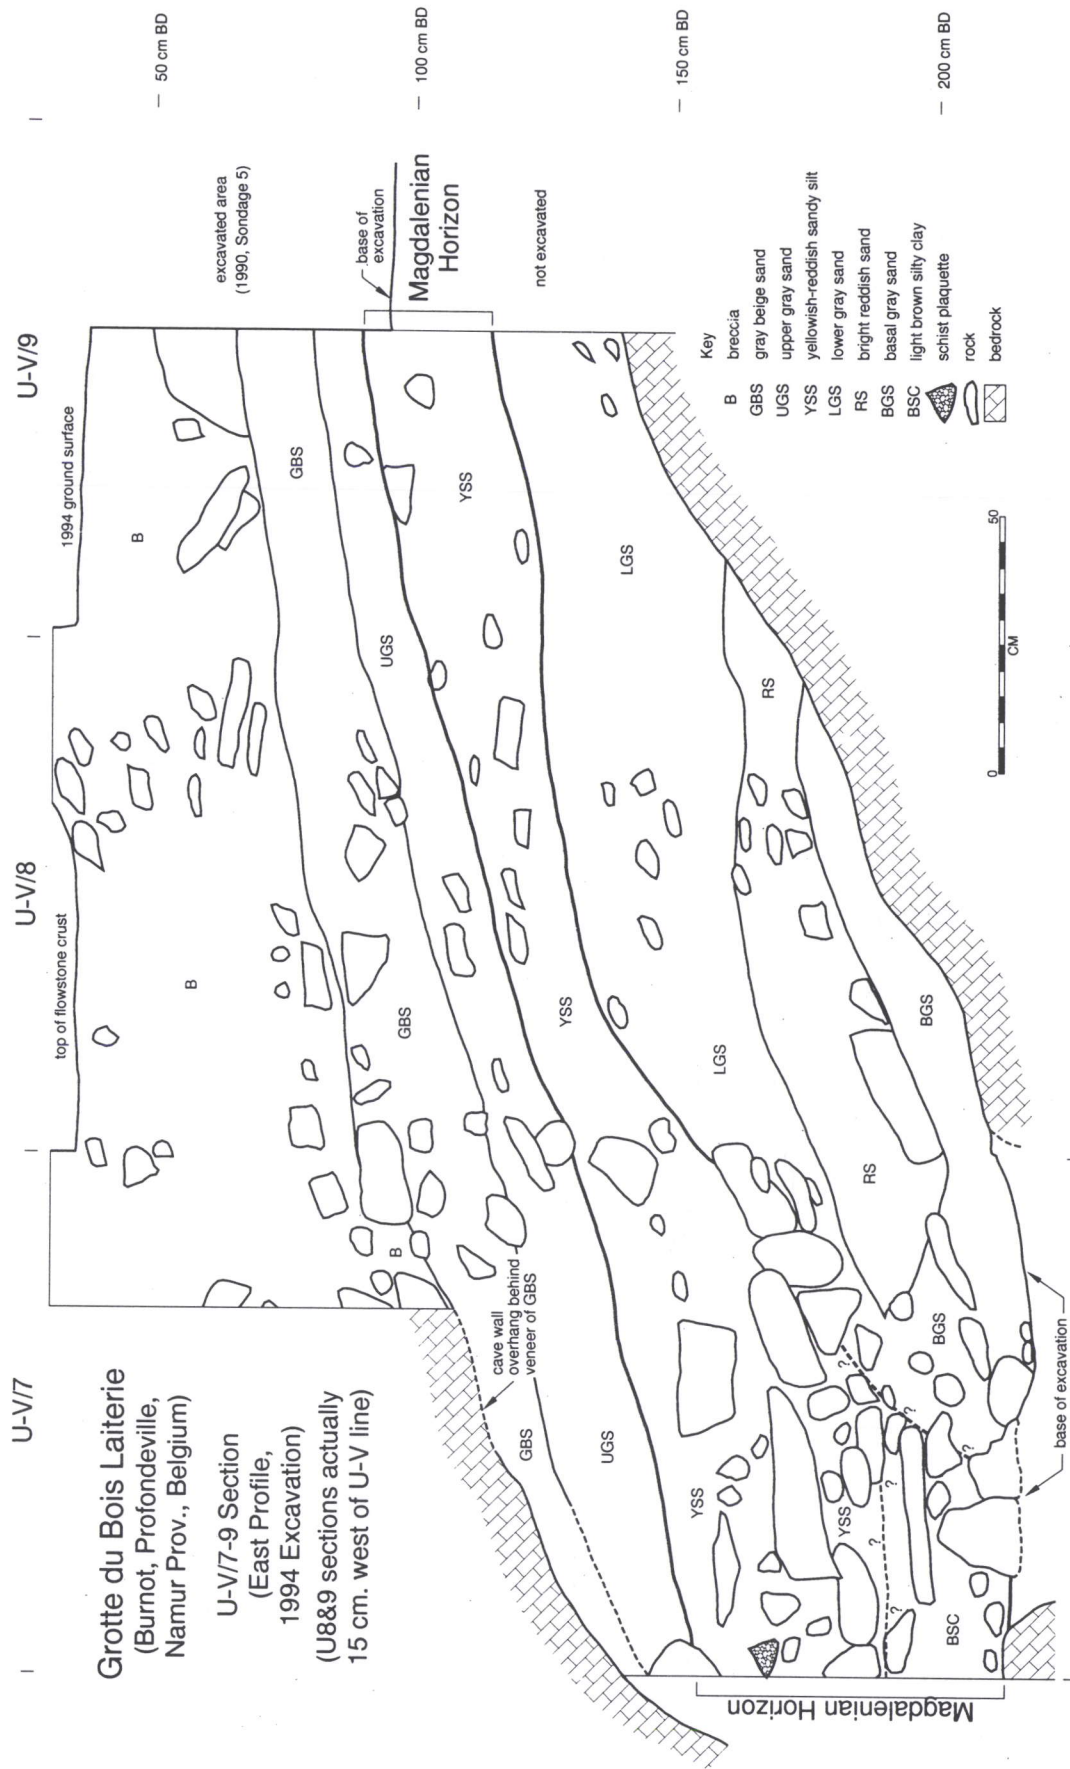 Grotte du Bois Laiterie
(Burnot, Profondeville,
Namur Prov., Belgium)
U-V/7-9 Section
(East Profile,
1994 Excavation)
(U8&9 sections actually
15 cm. west of U-V line)
U-V/7
U-V/8
U-V/9
top of flowstone crust
1994 ground surface
B
B
B
GBS
GBS
GBS
UGS
UGS
YSS
YSS
YSS
YSS
LGS
LGS
RS
RS
BGS
BGS
BSC
?
?
?
?
?
?
cave wall
overhang behind
veneer of GBS
Magdalenian Horizon
base of excavation
excavated area
(1990, Sondage 5)
base of
excavation
Magdalenian
Horizon
not excavated
50 cm BD
100 cm BD
150 cm BD
200 cm BD
Key
B breccia
GBS gray beige sand
UGS upper gray sand
YSS yellowish-reddish sandy silt
LGS lower gray sand
RS bright reddish sand
BGS basal gray sand
BSC light brown silty clay
schist plaquette
rock
bedrock
0 50
CM